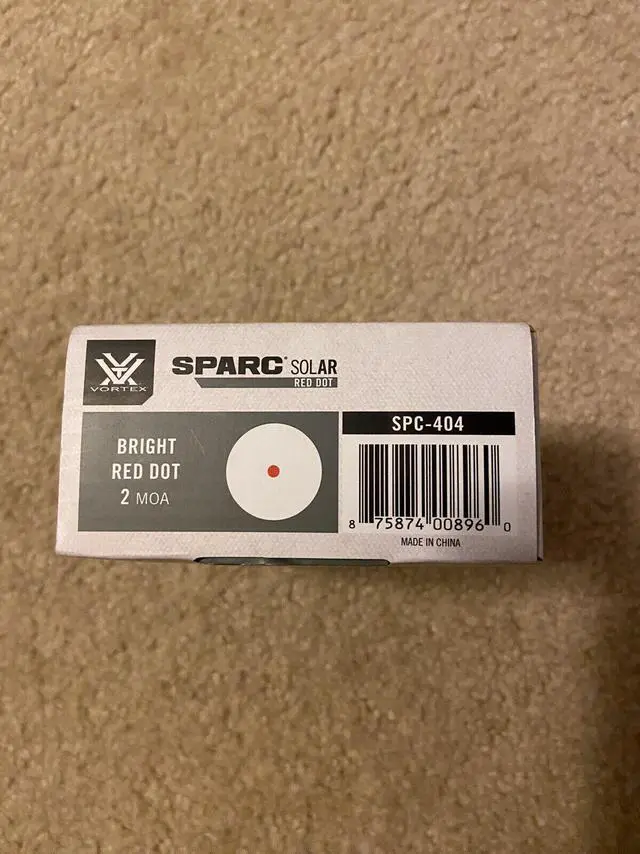 VORTEX
SPARC® SOLAR
RED DOT
BRIGHT
RED DOT
2 MOA
SPC-404
8 75874 00896 0
MADE IN CHINA